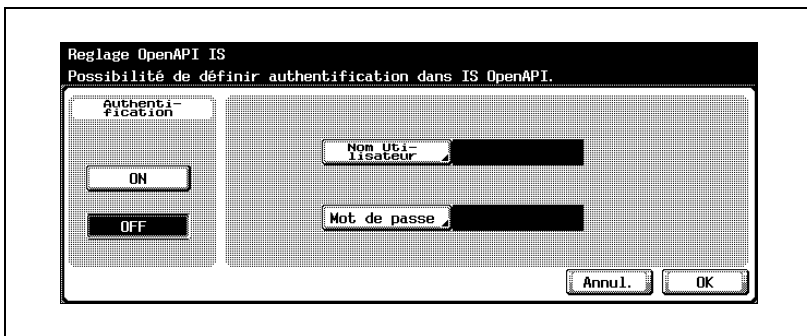 Reglage OpenAPI IS
Possibilité de définir authentification dans IS OpenAPI.
Authenti-
fication
Nom Uti-
lisateur
ON
Mot de passe
OFF
Annul.
OK